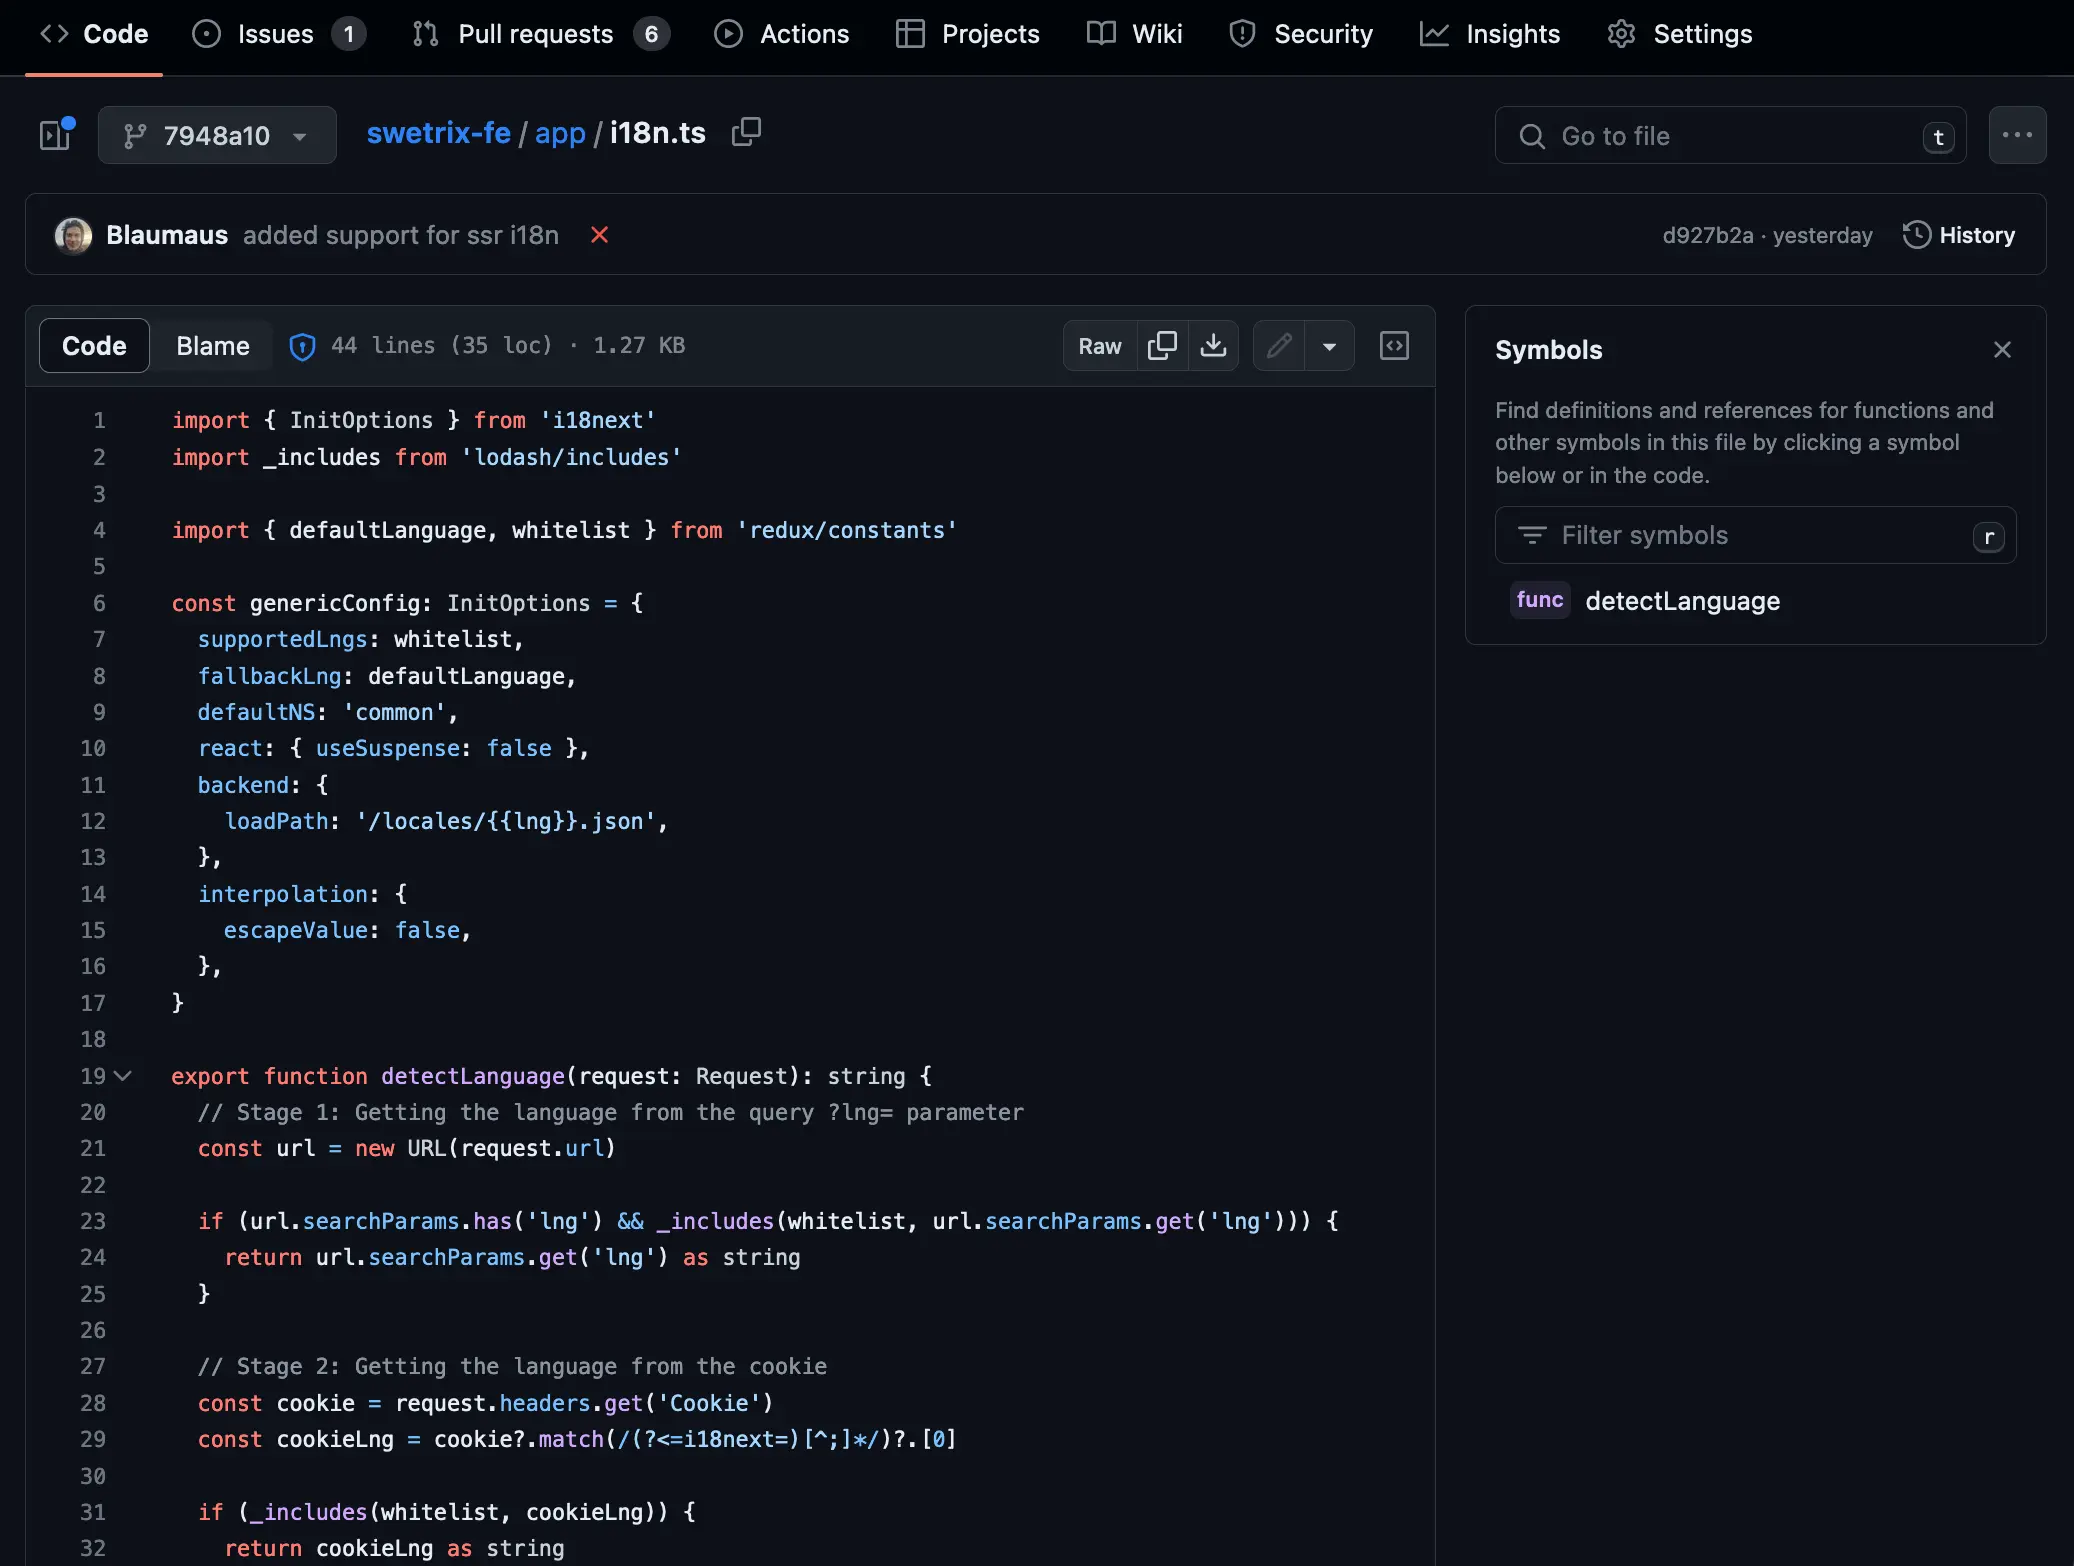 Code Issues 1 Pull requests 6 Actions Projects Wiki Security Insights Settings
7948a10 swetrix-fe / app / i18n.ts Go to file t
Blaumaus added support for ssr i18n d927b2a · yesterday History
Code Blame 44 lines (35 loc) · 1.27 KB Raw
1 import { InitOptions } from 'i18next'
2 import _includes from 'lodash/includes'
3
4 import { defaultLanguage, whitelist } from 'redux/constants'
5
6 const genericConfig: InitOptions = {
7 supportedLngs: whitelist,
8 fallbackLng: defaultLanguage,
9 defaultNS: 'common',
10 react: { useSuspense: false },
11 backend: {
12 loadPath: '/locales/{{lng}}.json',
13 },
14 interpolation: {
15 escapeValue: false,
16 },
17 }
18
19 export function detectLanguage(request: Request): string {
20 // Stage 1: Getting the language from the query ?lng= parameter
21 const url = new URL(request.url)
22
23 if (url.searchParams.has('lng') && _includes(whitelist, url.searchParams.get('lng'))) {
24 return url.searchParams.get('lng') as string
25 }
26
27 // Stage 2: Getting the language from the cookie
28 const cookie = request.headers.get('Cookie')
29 const cookieLng = cookie?.match(/(?<=i18next=)[^;]*/)?.[0]
30
31 if (_includes(whitelist, cookieLng)) {
32 return cookieLng as string
Symbols
Find definitions and references for functions and
other symbols in this file by clicking a symbol
below or in the code.
Filter symbols r
func detectLanguage